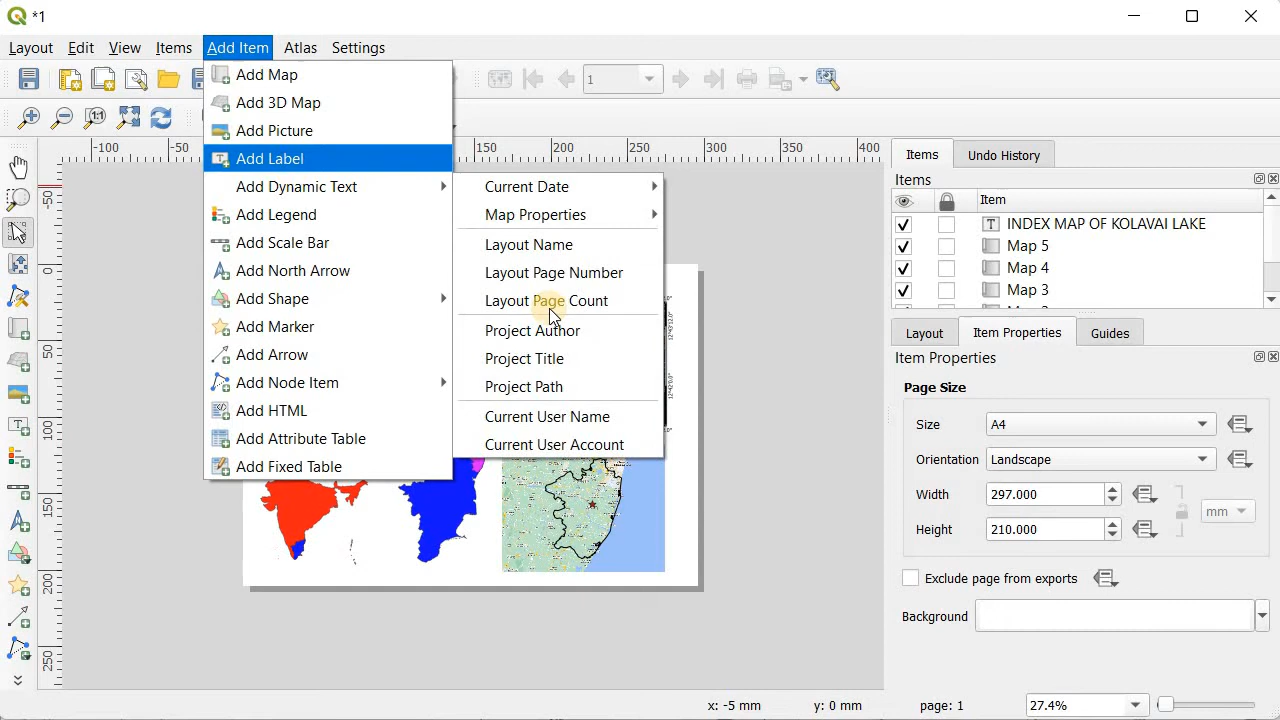 *1
Layout Edit View Items Add Item Atlas Settings
1
Add Map
Add 3D Map
Add Picture
Add Label
Add Dynamic Text
Add Legend
Add Scale Bar
Add North Arrow
Add Shape
Add Marker
Add Arrow
Add Node Item
Add HTML
Add Attribute Table
Add Fixed Table
Current Date
Map Properties
Layout Name
Layout Page Number
Layout Page Count
Project Author
Project Title
Project Path
Current User Name
Current User Account
-100 -50 150 200 250 300 350 400
-50
0
50
100
150
200
250
Items Undo History
Items
Item
INDEX MAP OF KOLAVAI LAKE
Map 5
Map 4
Map 3
Layout Item Properties Guides
Item Properties
Page Size
Size A4
Orientation Landscape
Width 297.000
mm
Height 210.000
Exclude page from exports
Background
x: -5 mm y: 0 mm page: 1 27.4%